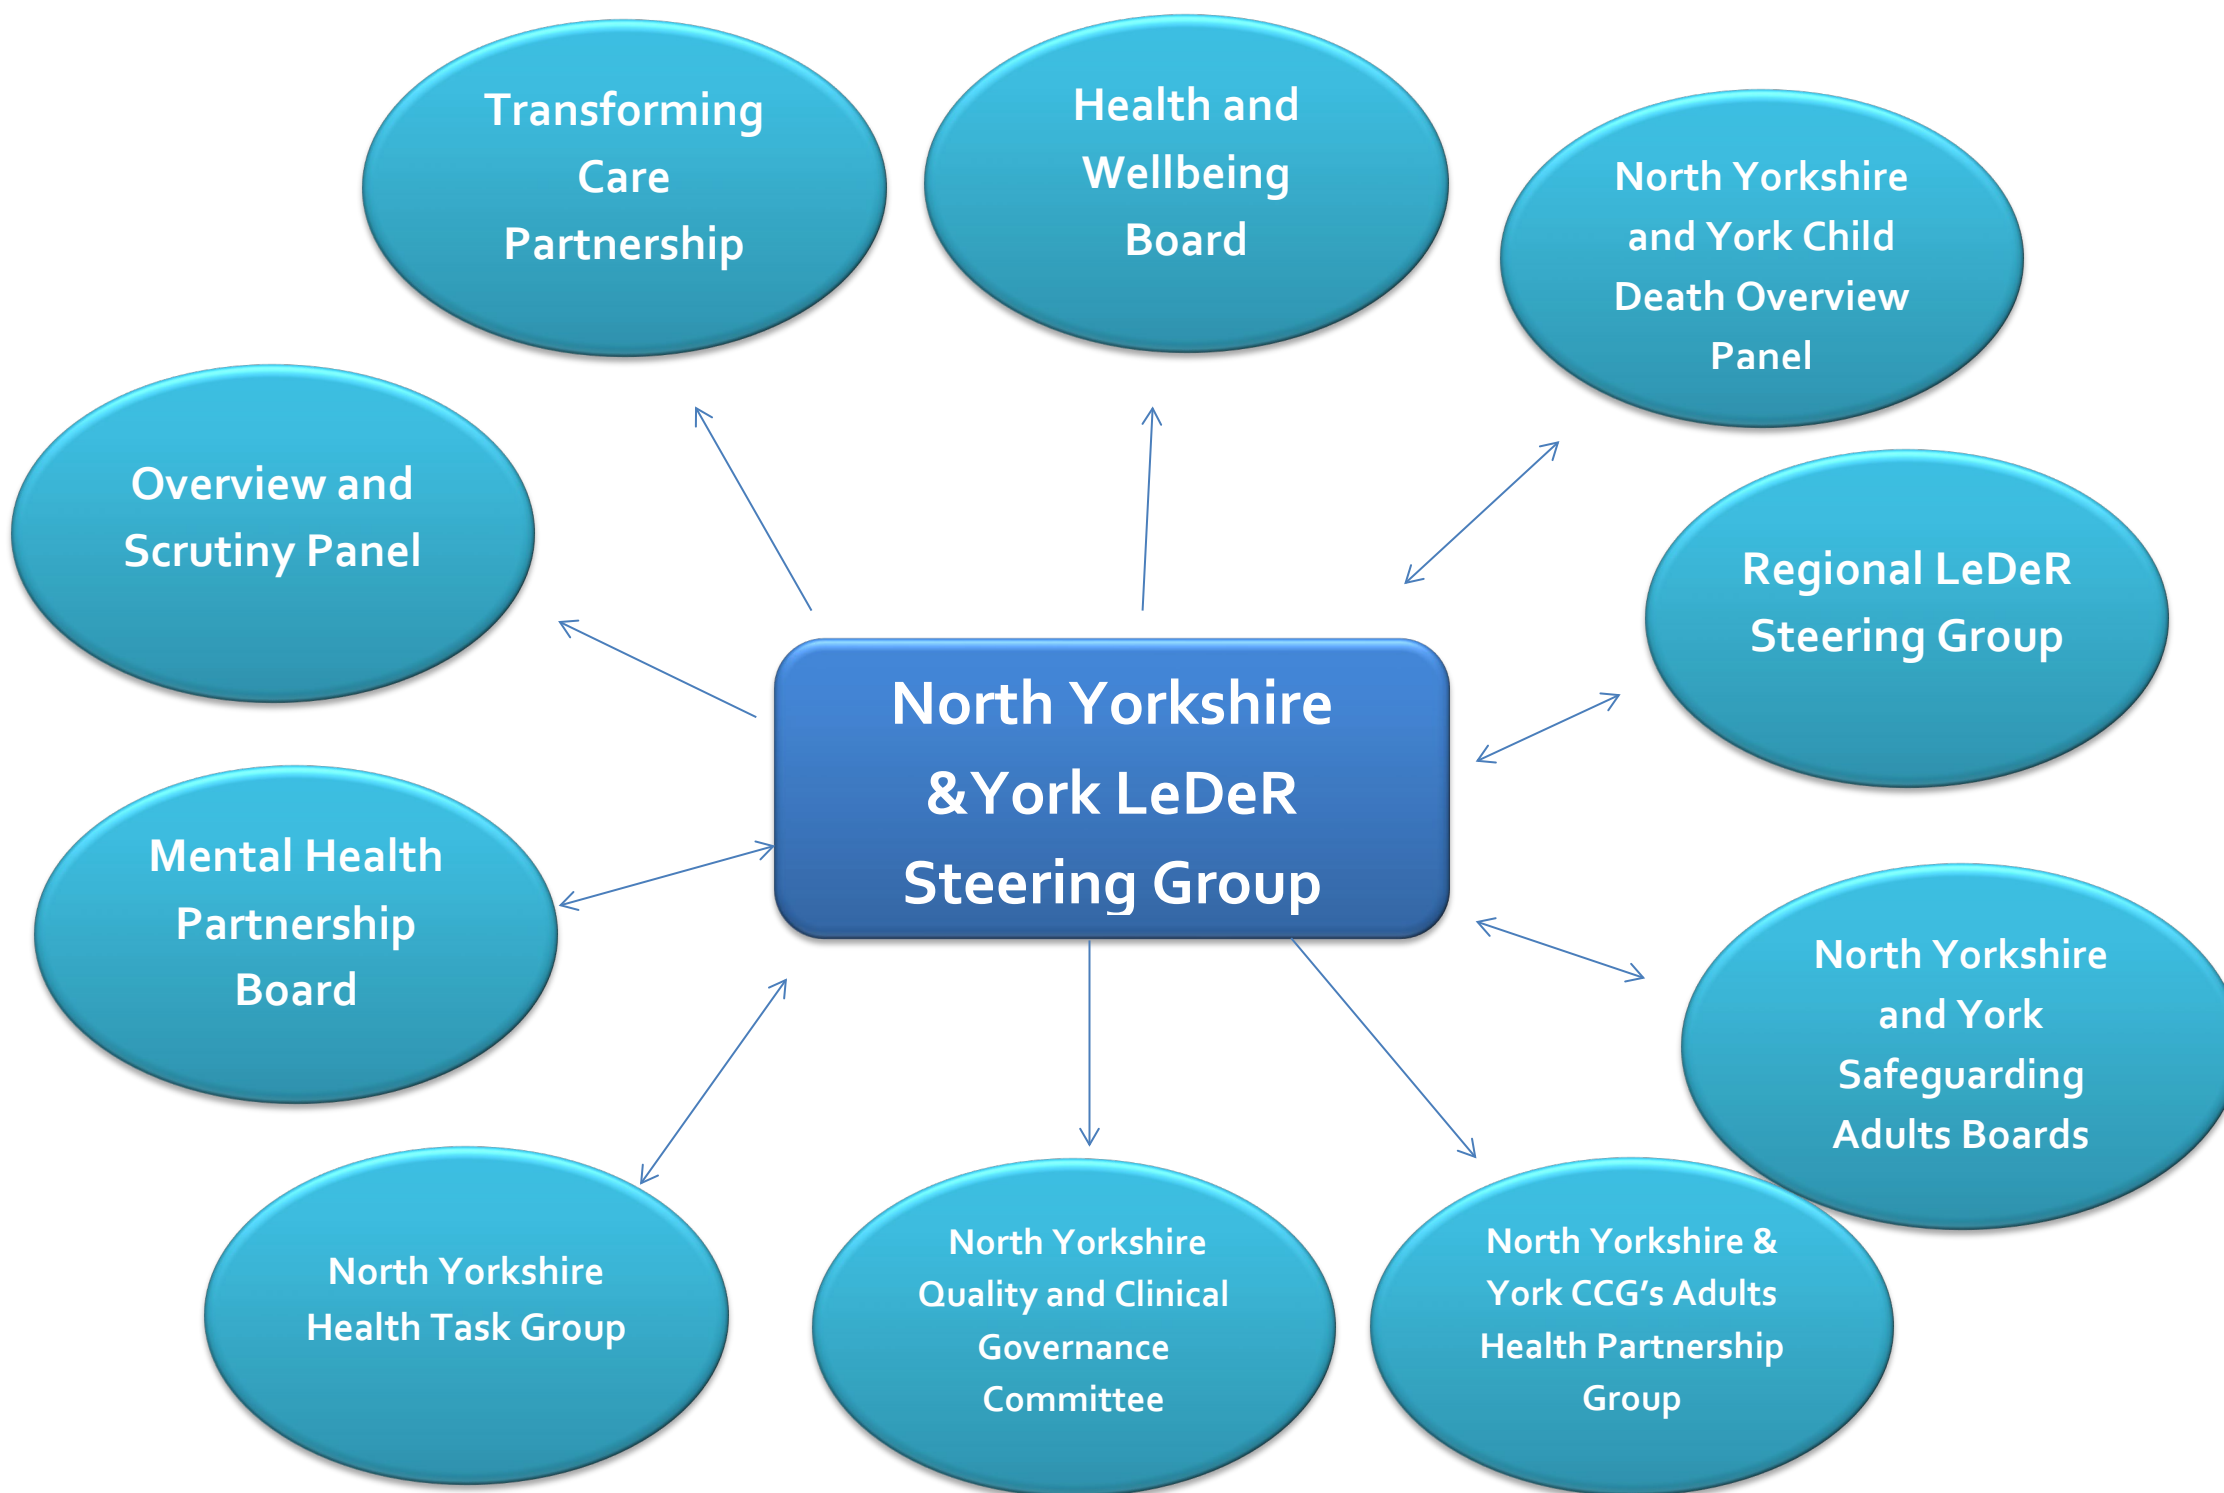 Transforming
Care
Partnership
Health and
Wellbeing
Board
North Yorkshire
and York Child
Death Overview
Panel
Overview and
Scrutiny Panel
Regional LeDeR
Steering Group
North Yorkshire
&York LeDeR
Steering Group
Mental Health
Partnership
Board
North Yorkshire
and York
Safeguarding
Adults Boards
North Yorkshire
Health Task Group
North Yorkshire
Quality and Clinical
Governance
Committee
North Yorkshire &
York CCG’s Adults
Health Partnership
Group